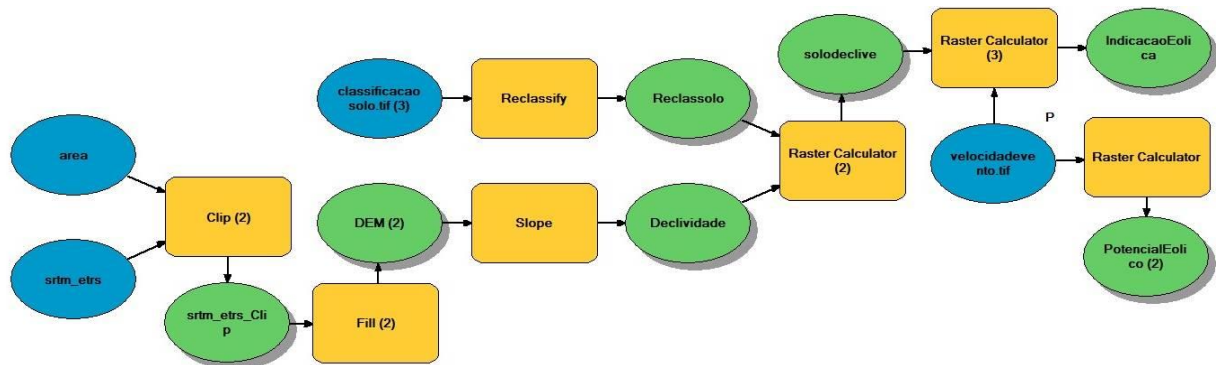 area
srtm_etrs
Clip (2)
srtm_etrs_Cli
p
Fill (2)
DEM (2)
Slope
Declividade
classificacao
solo.tif (3)
Reclassify
Reclassolo
Raster Calculator
(2)
solodeclive
Raster Calculator
(3)
IndicacaoEoli
ca
velocidadeve
nto.tif
P
Raster Calculator
PotencialEoli
co (2)